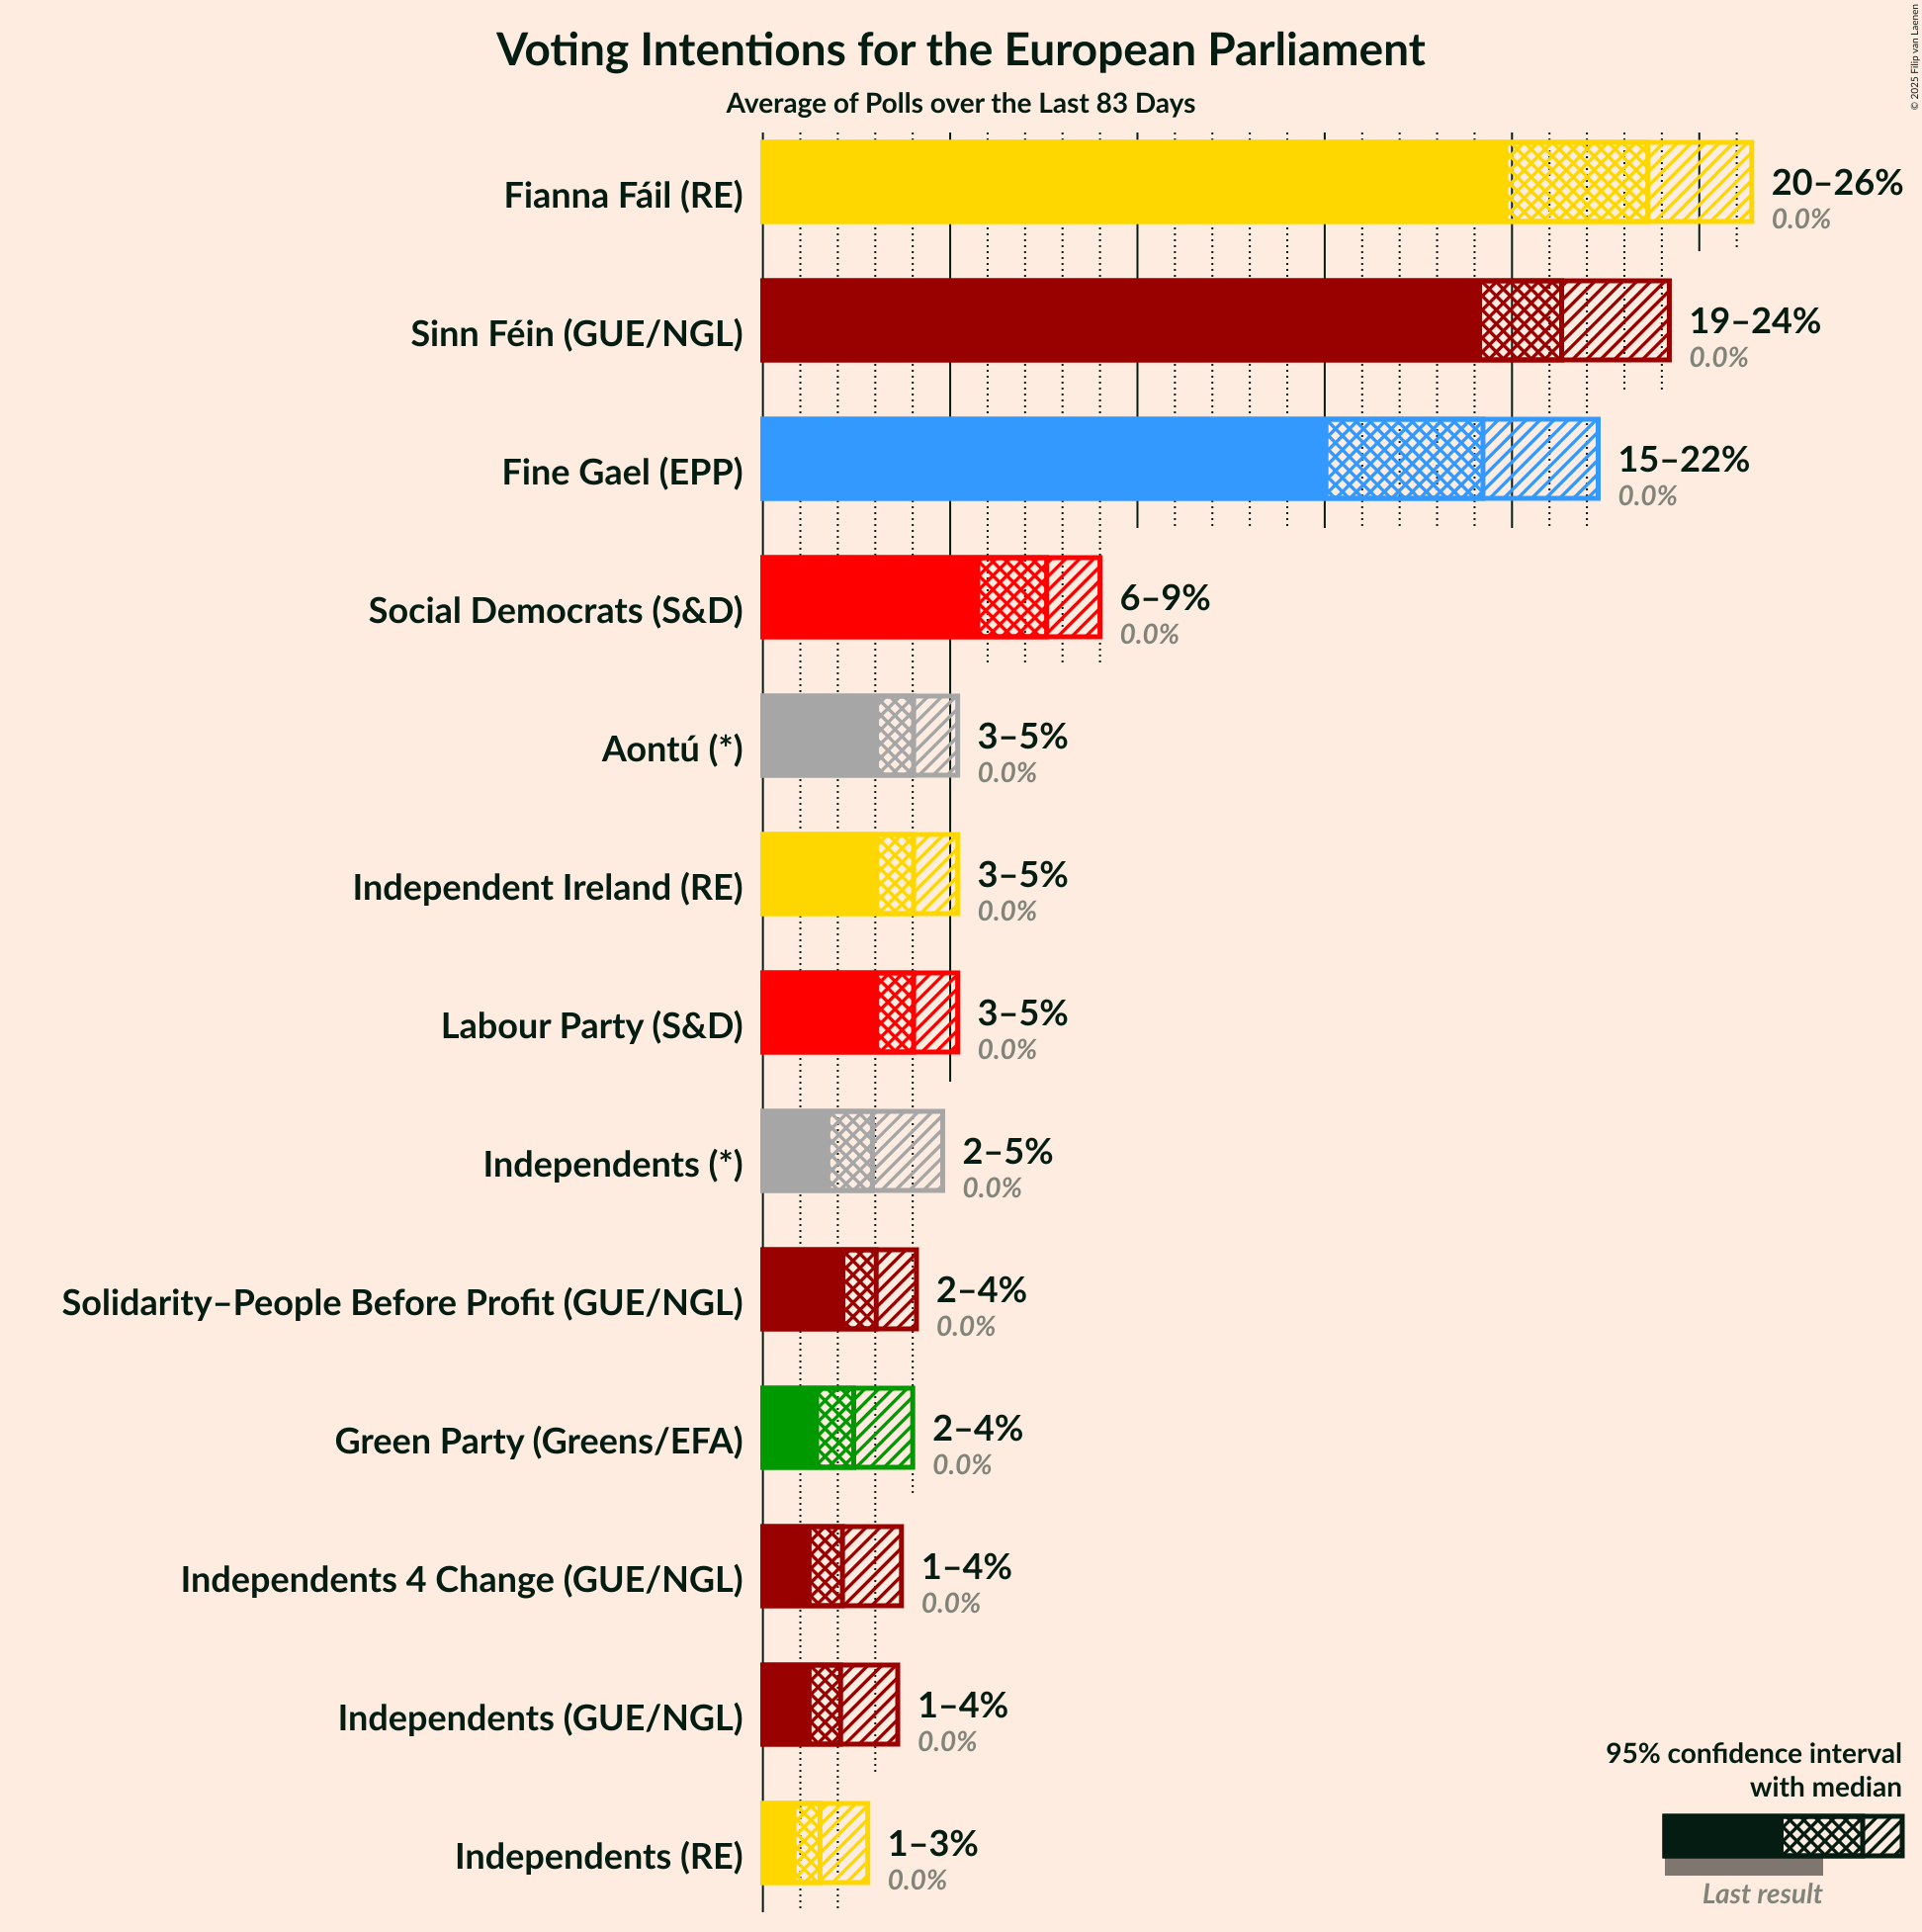 Voting Intentions for the European Parliament
Average of Polls over the Last 83 Days
© 2025 Filip van Laenen
Fianna Fáil (RE)
20–26%
0.0%
Sinn Féin (GUE/NGL)
19–24%
0.0%
Fine Gael (EPP)
15–22%
0.0%
Social Democrats (S&D)
6–9%
0.0%
Aontú (*)
3–5%
0.0%
Independent Ireland (RE)
3–5%
0.0%
Labour Party (S&D)
3–5%
0.0%
Independents (*)
2–5%
0.0%
Solidarity–People Before Profit (GUE/NGL)
2–4%
0.0%
Green Party (Greens/EFA)
2–4%
0.0%
Independents 4 Change (GUE/NGL)
1–4%
0.0%
Independents (GUE/NGL)
1–4%
0.0%
Independents (RE)
1–3%
0.0%
95% confidence interval
with median
Last result